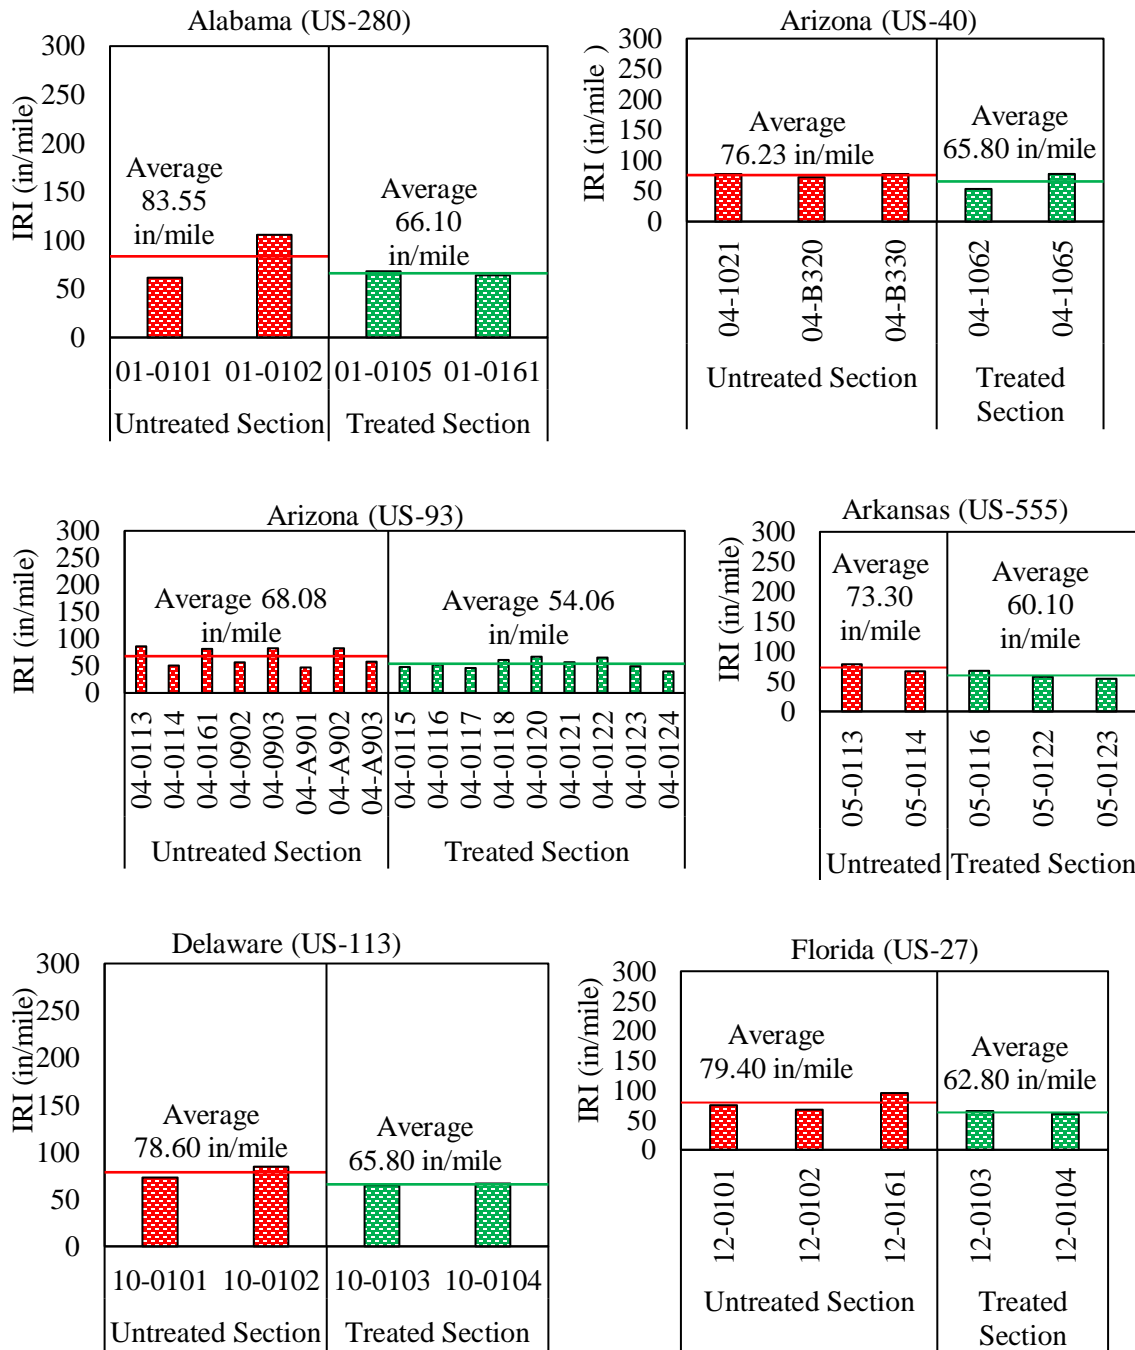 Alabama (US-280)
IRI (in/mile)
300
250
200
150
100
50
0
Average
83.55
in/mile
Average
66.10
in/mile
01-0101 01-0102 01-0105 01-0161
Untreated Section Treated Section
Arizona (US-40)
IRI (in/mile )
300
250
200
150
100
50
0
Average
76.23 in/mile
Average
65.80 in/mile
04-1021
04-B320
04-B330
04-1062
04-1065
Untreated Section
Treated
Section
Arizona (US-93)
IRI (in/mile)
300
250
200
150
100
50
0
Average 68.08
in/mile
Average 54.06
in/mile
04-0113
04-0114
04-0161
04-0902
04-0903
04-A901
04-A902
04-A903
04-0115
04-0116
04-0117
04-0118
04-0120
04-0121
04-0122
04-0123
04-0124
Untreated Section
Treated Section
Arkansas (US-555)
IRI (in/mile)
300
250
200
150
100
50
0
Average
73.30
in/mile
Average
60.10
in/mile
05-0113
05-0114
05-0116
05-0122
05-0123
Untreated Treated Section
Delaware (US-113)
IRI (in/mile)
300
250
200
150
100
50
0
Average
78.60 in/mile
Average
65.80 in/mile
10-0101 10-0102 10-0103 10-0104
Untreated Section Treated Section
Florida (US-27)
IRI (in/mile)
300
250
200
150
100
50
0
Average
79.40 in/mile
Average
62.80 in/mile
12-0101
12-0102
12-0161
12-0103
12-0104
Untreated Section
Treated
Section